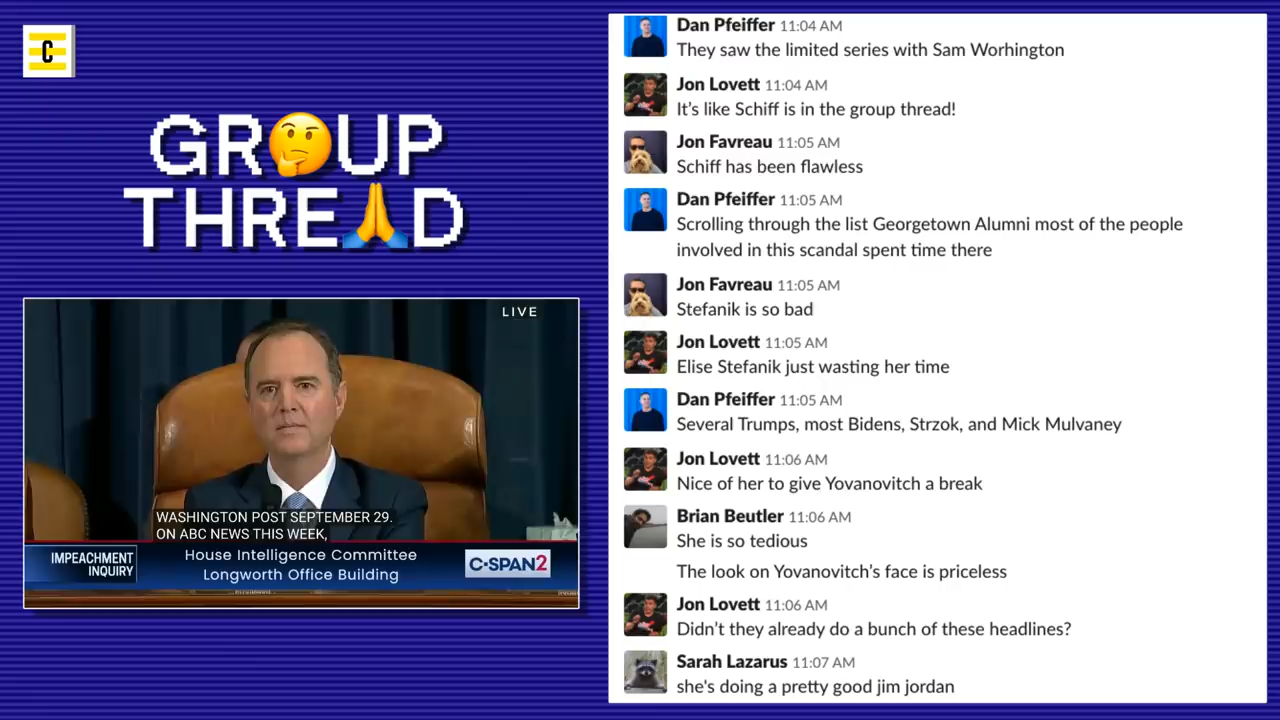 C
GR🤔UP
THRE🙏D
LIVE
WASHINGTON POST SEPTEMBER 29.
ON ABC NEWS THIS WEEK,
IMPEACHMENT
INQUIRY
House Intelligence Committee
Longworth Office Building
C-SPAN2
Dan Pfeiffer 11:04 AM
They saw the limited series with Sam Worhington
Jon Lovett 11:04 AM
It’s like Schiff is in the group thread!
Jon Favreau 11:05 AM
Schiff has been flawless
Dan Pfeiffer 11:05 AM
Scrolling through the list Georgetown Alumni most of the people
involved in this scandal spent time there
Jon Favreau 11:05 AM
Stefanik is so bad
Jon Lovett 11:05 AM
Elise Stefanik just wasting her time
Dan Pfeiffer 11:05 AM
Several Trumps, most Bidens, Strzok, and Mick Mulvaney
Jon Lovett 11:06 AM
Nice of her to give Yovanovitch a break
Brian Beutler 11:06 AM
She is so tedious
The look on Yovanovitch’s face is priceless
Jon Lovett 11:06 AM
Didn’t they already do a bunch of these headlines?
Sarah Lazarus 11:07 AM
she's doing a pretty good jim jordan